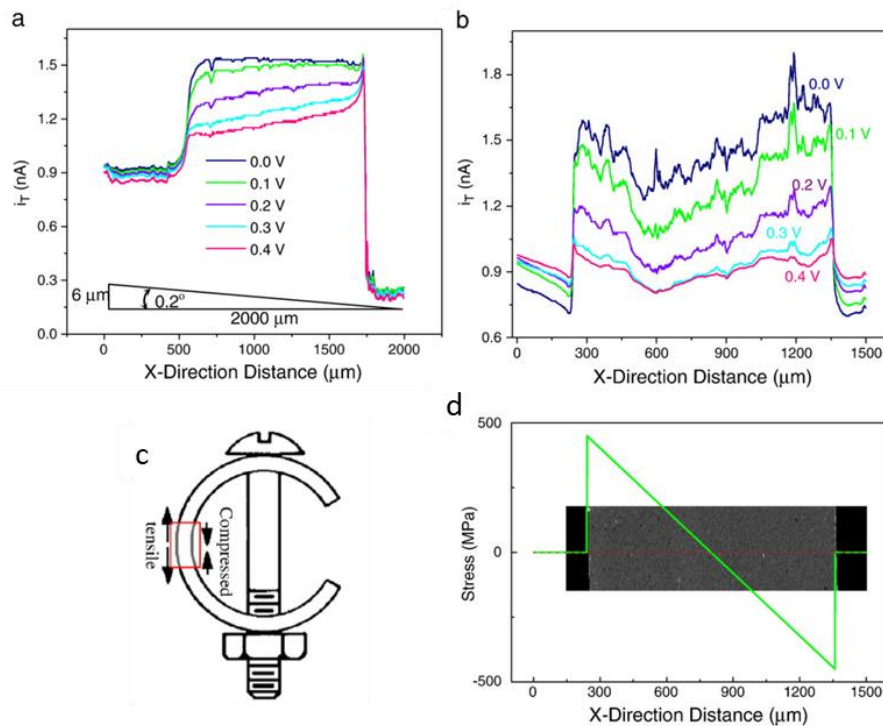 a
1.5
1.2
0.9
0.6
0.3
0.0
i_T (nA)
0.0 V
0.1 V
0.2 V
0.3 V
0.4 V
6 μm
0.2°
2000 μm
0
500
1000
1500
2000
X-Direction Distance (μm)
b
1.8
1.5
1.2
0.9
0.6
i_T (nA)
0.0 V
0.1 V
0.2 V
0.3 V
0.4 V
0
300
600
900
1200
1500
X-Direction Distance (μm)
c
tensile
Compressed
d
500
0
-500
Stress (MPa)
0
300
600
900
1200
1500
X-Direction Distance (μm)